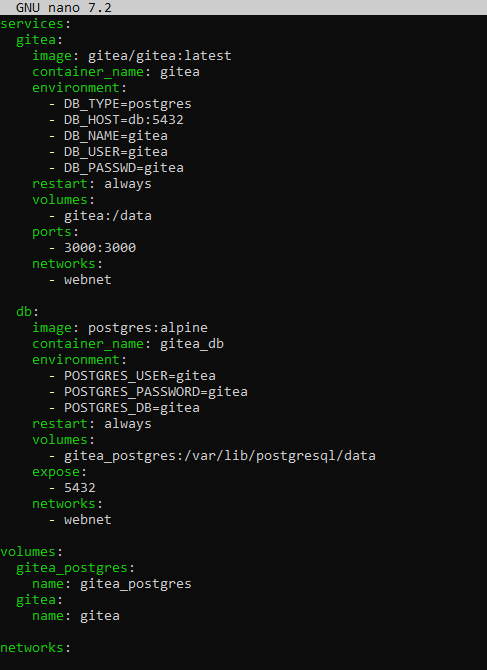 GNU nano 7.2
services:
  gitea:
    image: gitea/gitea:latest
    container_name: gitea
    environment:
      - DB_TYPE=postgres
      - DB_HOST=db:5432
      - DB_NAME=gitea
      - DB_USER=gitea
      - DB_PASSWD=gitea
    restart: always
    volumes:
      - gitea:/data
    ports:
      - 3000:3000
    networks:
      - webnet

  db:
    image: postgres:alpine
    container_name: gitea_db
    environment:
      - POSTGRES_USER=gitea
      - POSTGRES_PASSWORD=gitea
      - POSTGRES_DB=gitea
    restart: always
    volumes:
      - gitea_postgres:/var/lib/postgresql/data
    expose:
      - 5432
    networks:
      - webnet

volumes:
  gitea_postgres:
    name: gitea_postgres
  gitea:
    name: gitea

networks: